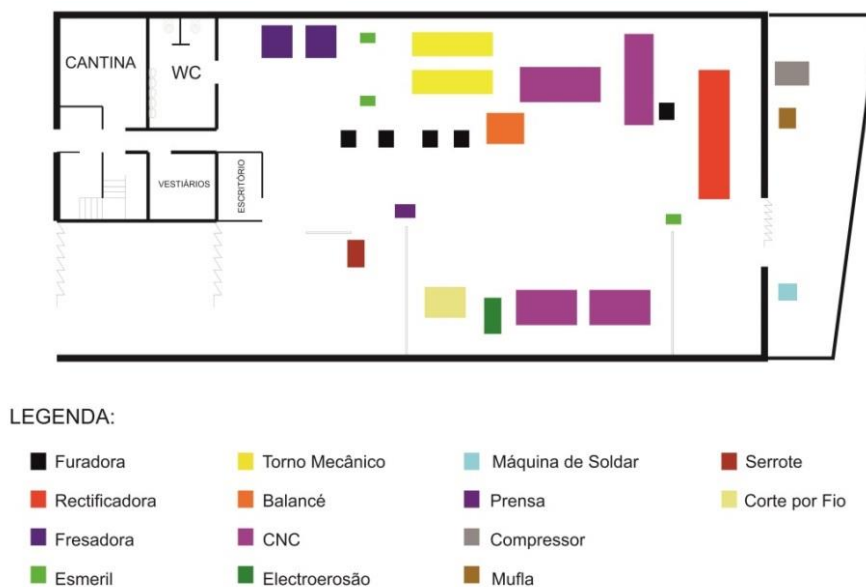 CANTINA
WC
VESTIÁRIOS
ESCRITÓRIO
LEGENDA:
Furadora
Torno Mecânico
Máquina de Soldar
Serrote
Rectificadora
Balancé
Prensa
Corte por Fio
Fresadora
CNC
Compressor
Esmeril
Electroerosão
Mufla